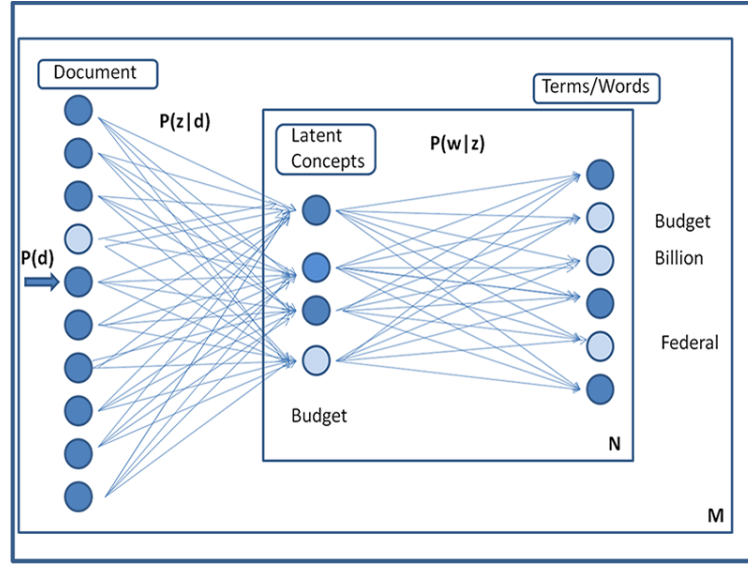 Document
Terms/Words
P(z|d)
Latent
Concepts
P(w|z)
Budget
P(d)
Billion
Federal
Budget
N
M